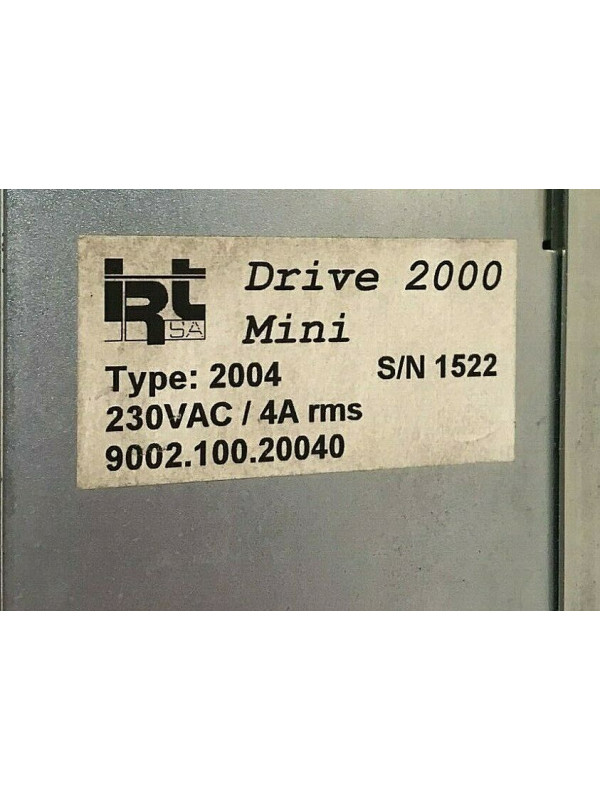 IRt SA
Drive 2000
Mini
Type: 2004
S/N 1522
230VAC / 4A rms
9002.100.20040